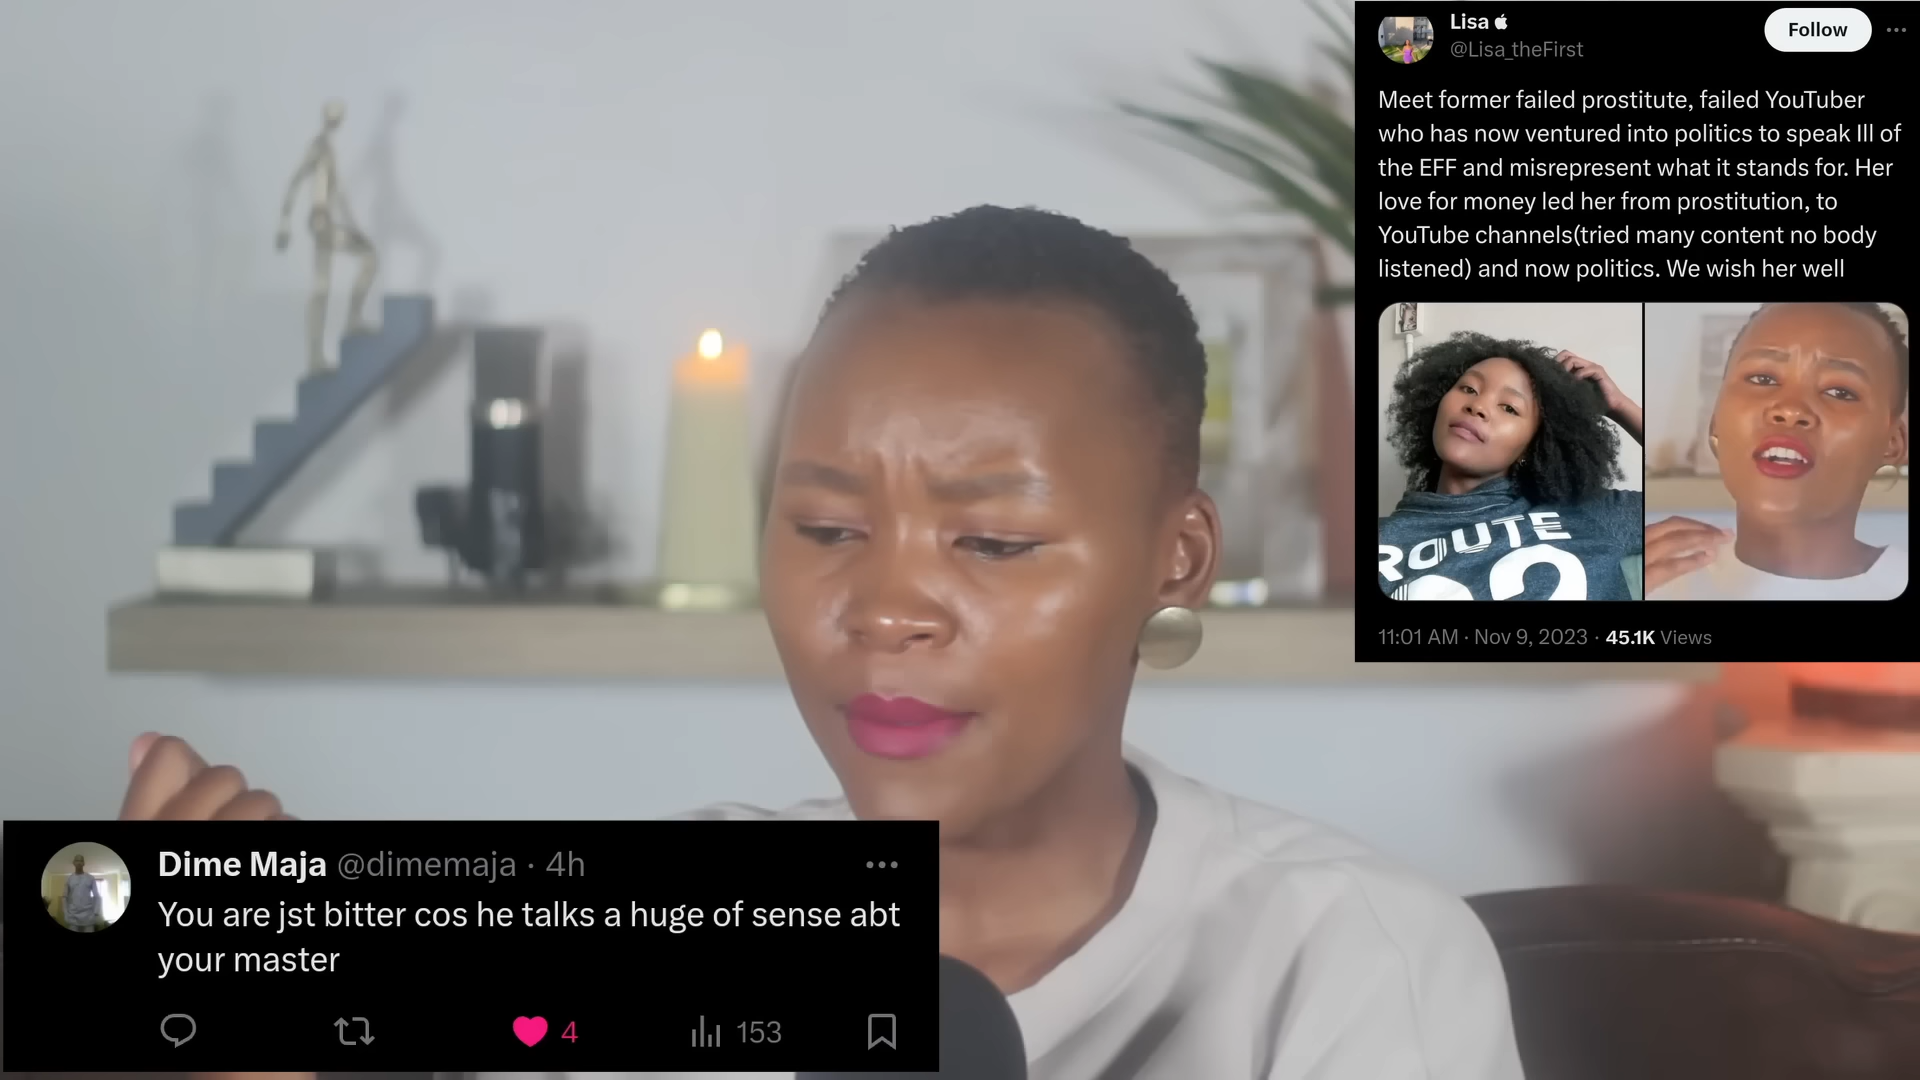 Lisa
@Lisa_theFirst
Follow
Meet former failed prostitute, failed YouTuber
who has now ventured into politics to speak Ill of
the EFF and misrepresent what it stands for. Her
love for money led her from prostitution, to
YouTube channels(tried many content no body
listened) and now politics. We wish her well
ROUTE
11:01 AM · Nov 9, 2023 · 45.1K Views
Dime Maja @dimemaja · 4h
You are jst bitter cos he talks a huge of sense abt
your master
4
153